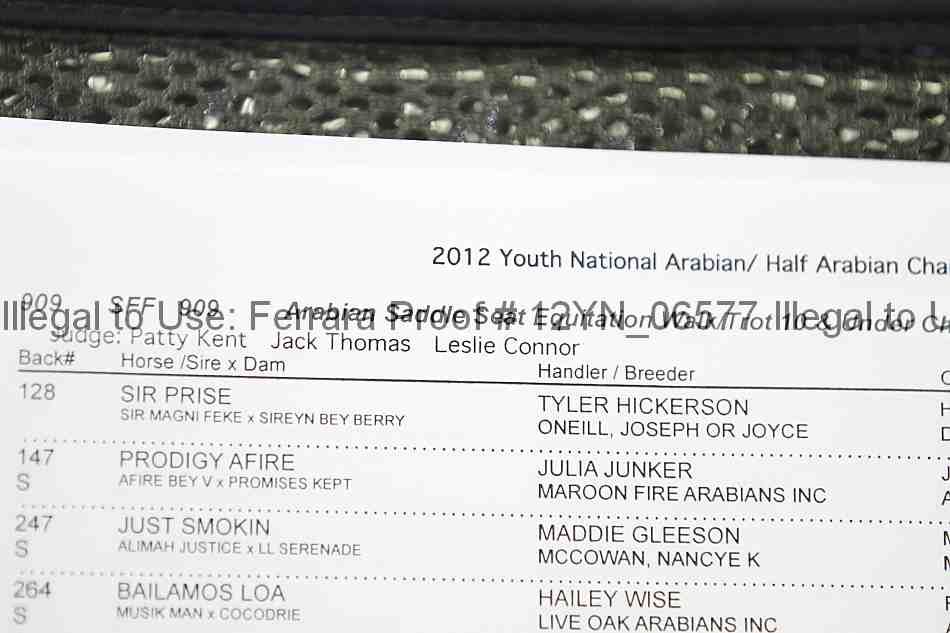 2012 Youth National Arabian/ Half Arabian Cha
909 SFF 909 Arabian Saddle Seat Equitation Walk/Trot 10 & Under Ch
Illegal to Use: Ferrara Proof # 12YN_06577 Illegal to U
Judge: Patty Kent Jack Thomas Leslie Connor
Back# Horse /Sire x Dam Handler / Breeder
128 SIR PRISE TYLER HICKERSON
SIR MAGNI FEKE x SIREYN BEY BERRY ONEILL, JOSEPH OR JOYCE
147 PRODIGY AFIRE JULIA JUNKER
S AFIRE BEY V x PROMISES KEPT MAROON FIRE ARABIANS INC
247 JUST SMOKIN MADDIE GLEESON
S ALIMAH JUSTICE x LL SERENADE MCCOWAN, NANCYE K
264 BAILAMOS LOA HAILEY WISE
S MUSIK MAN x COCODRIE LIVE OAK ARABIANS INC